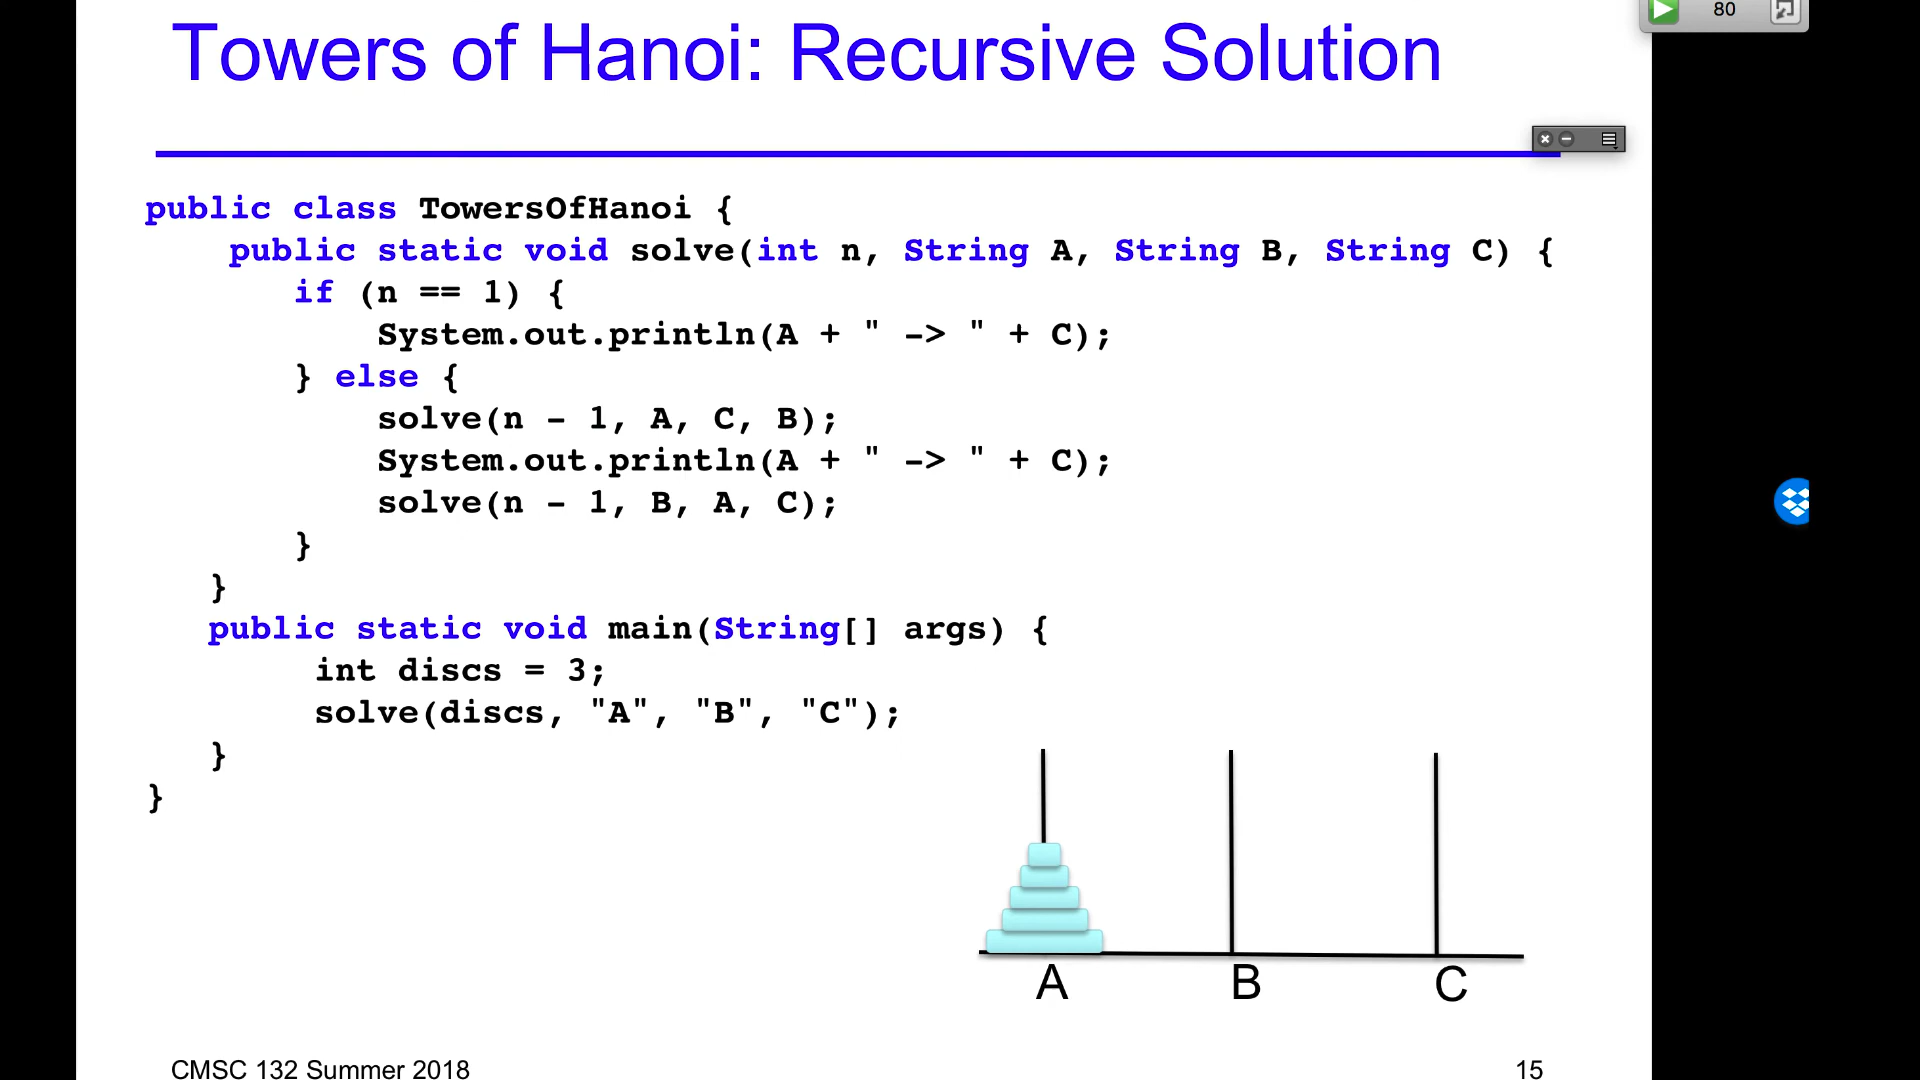 80
Towers of Hanoi: Recursive Solution
public class TowersOfHanoi {
public static void solve(int n, String A, String B, String C) {
if (n == 1) {
System.out.println(A + " -> " + C);
} else {
solve(n - 1, A, C, B);
System.out.println(A + " -> " + C);
solve(n - 1, B, A, C);
}
}
public static void main(String[] args) {
int discs = 3;
solve(discs, "A", "B", "C");
}
}
A B C
CMSC 132 Summer 2018 15